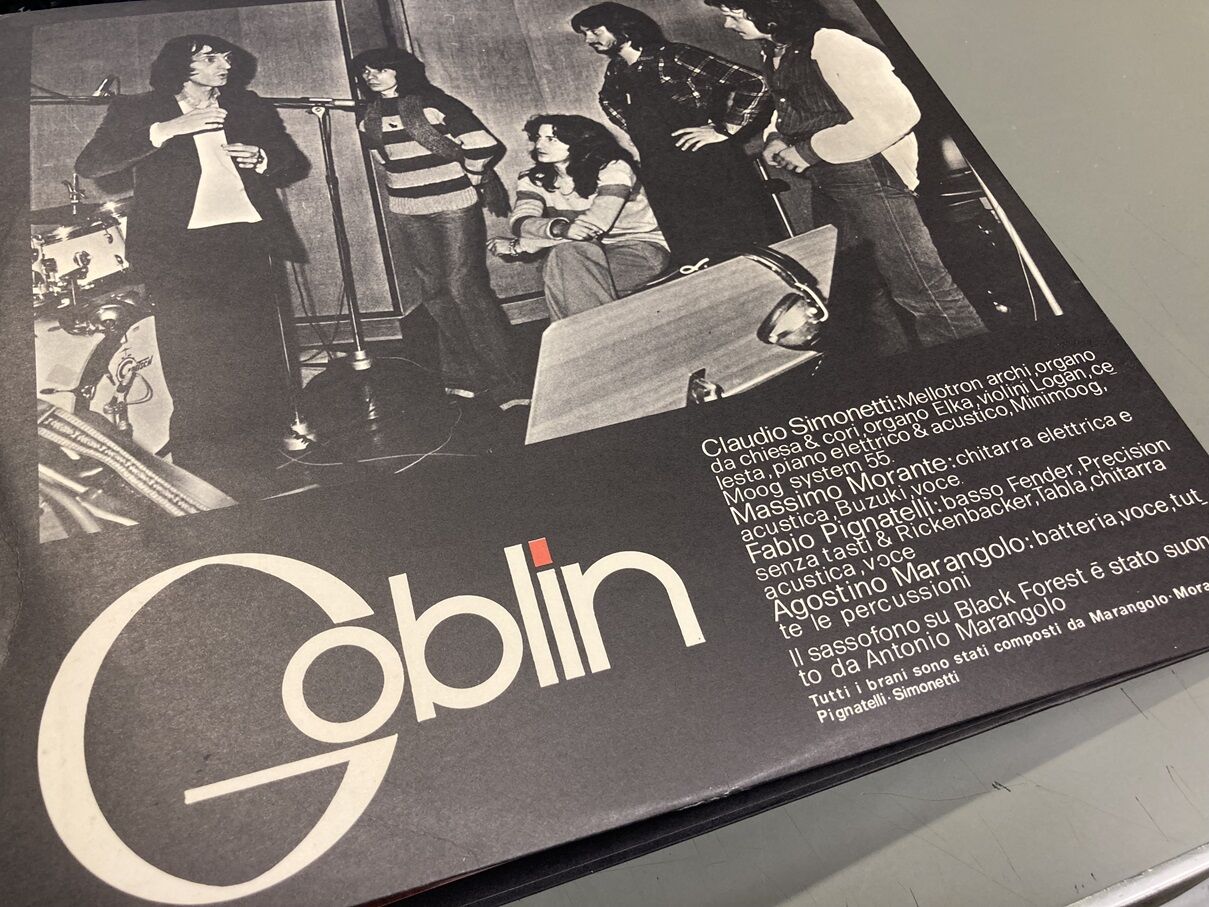 Claudio Simonetti:Mellotron archi,organo
da chiesa & cori,organo Elka,violini Logan,ce
lesta,piano elettrico & acustico,Minimoog,
Moog system 55.
Massimo Morante:chitarra elettrica e
acustica,Buzuki,voce.
Fabio Pignatelli:basso Fender,Precision
senza tasti & Rickenbacker,Tabla,chitarra
acustica,voce
Agostino Marangolo:batteria,voce,tut
te le percussioni
Il sassofono su Black Forest é stato suon
to da Antonio Marangolo
Tutti i brani sono stati composti da Marangolo·Mora
Pignatelli·Simonetti
Goblin